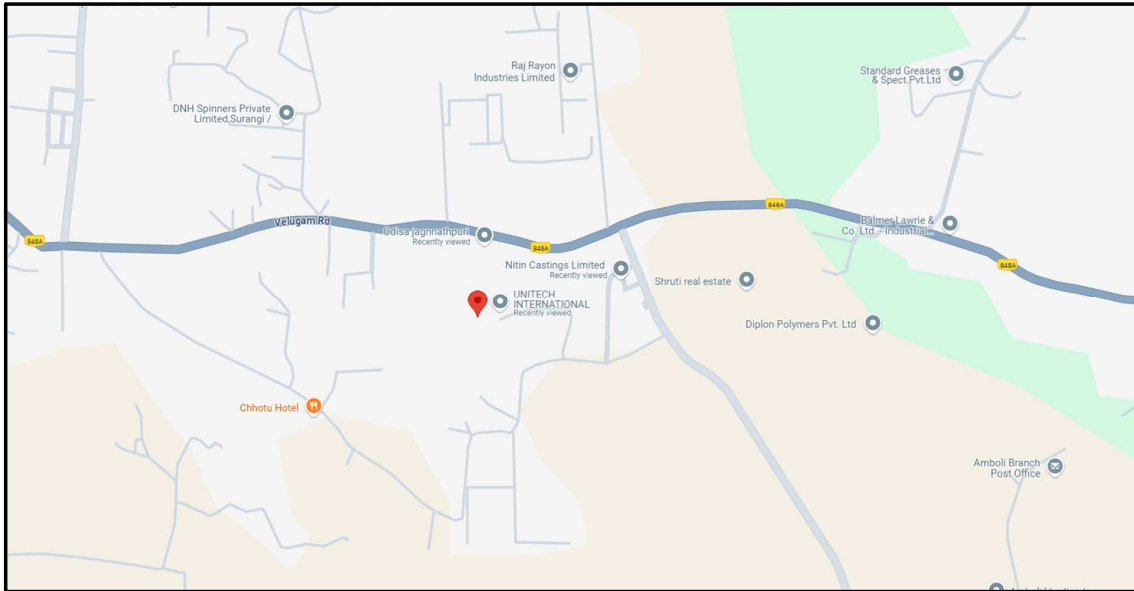 Raj Rayon
Industries Limited
Standard Greases
& Spect.Pvt.Ltd
DNH Spinners Private
Limited,Surangi /
848A
Velugam Rd
Balmer Lawrie &
Co. Ltd. - Industrial...
Odisa jagnnathpuri
Recently viewed
848A
848A
848A
Nitin Castings Limited
Recently viewed
Shruti real estate
UNITECH
INTERNATIONAL
Recently viewed
Diplon Polymers Pvt. Ltd
Chhotu Hotel
Amboli Branch
Post Office